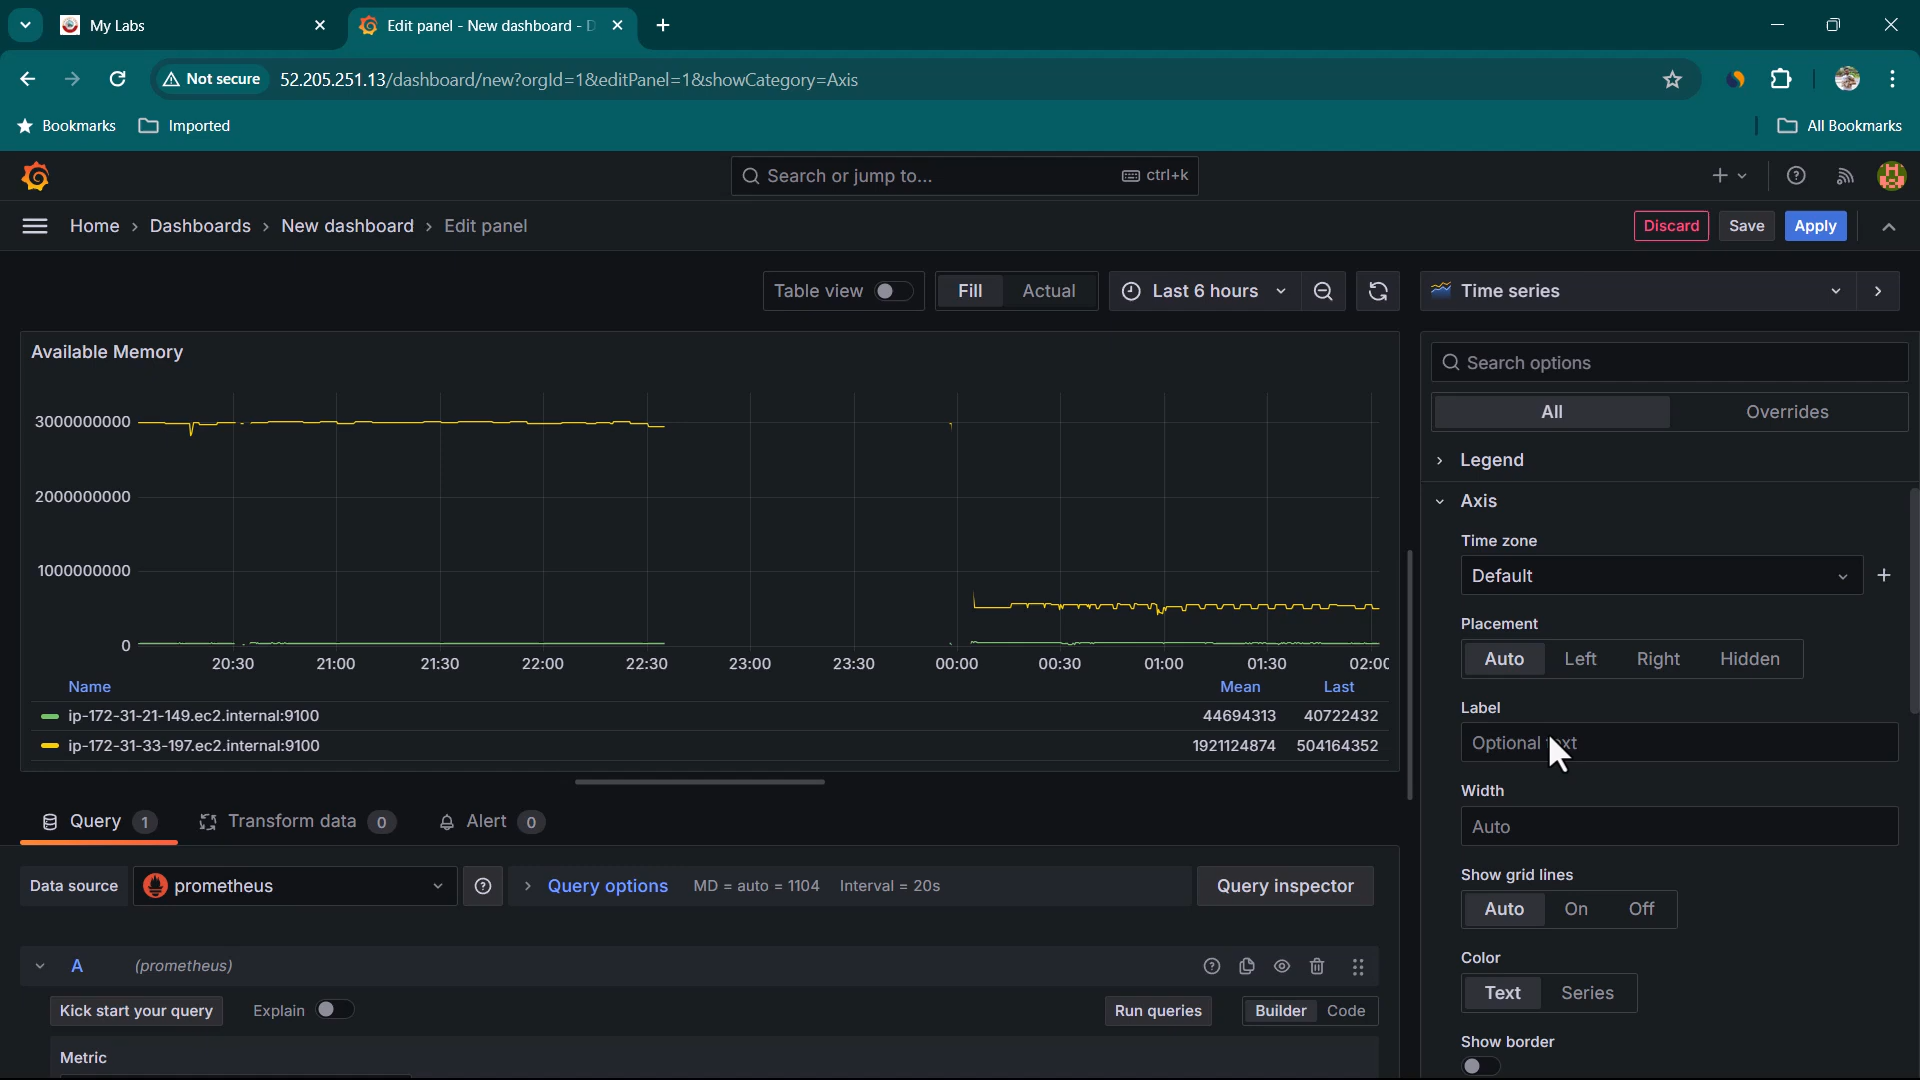 My Labs
Edit panel - New dashboard - D
Not secure
52.205.251.13/dashboard/new?orgId=1&editPanel=1&showCategory=Axis
Bookmarks
Imported
All Bookmarks
Search or jump to...
ctrl+k
Home › Dashboards › New dashboard › Edit panel
Discard
Save
Apply
Table view
Fill
Actual
Last 6 hours
Time series
Available Memory
Search options
All
Overrides
Legend
Axis
Time zone
Default
Placement
Auto
Left
Right
Hidden
Label
Optional
Width
Auto
Show grid lines
Auto
On
Off
Color
Text
Series
Show border
3000000000
2000000000
1000000000
0
20:30 21:00 21:30 22:00 22:30 23:00 23:30 00:00 00:30 01:00 01:30 02:00
Name Mean Last
ip-172-31-21-149.ec2.internal:9100 44694313 40722432
ip-172-31-33-197.ec2.internal:9100 1921124874 504164352
Query 1
Transform data 0
Alert 0
Data source
prometheus
Query options
MD = auto = 1104
Interval = 20s
Query inspector
A (prometheus)
Kick start your query
Explain
Run queries
Builder
Code
Metric